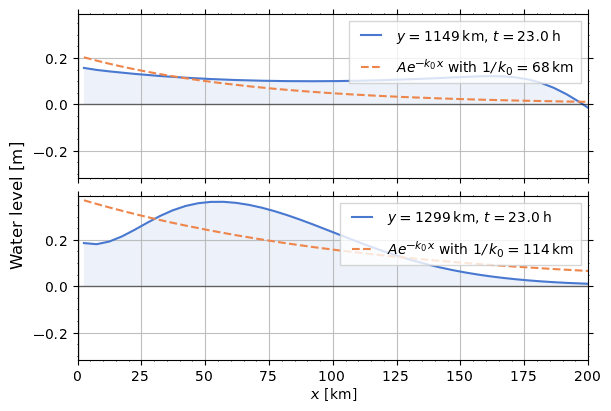 y = 1149 km, t = 23.0 h
Ae^{−k₀x} with 1/k₀ = 68 km
0.2
0.0
−0.2
Water level [m]
y = 1299 km, t = 23.0 h
Ae^{−k₀x} with 1/k₀ = 114 km
0.2
0.0
−0.2
0 25 50 75 100 125 150 175 200
x [km]